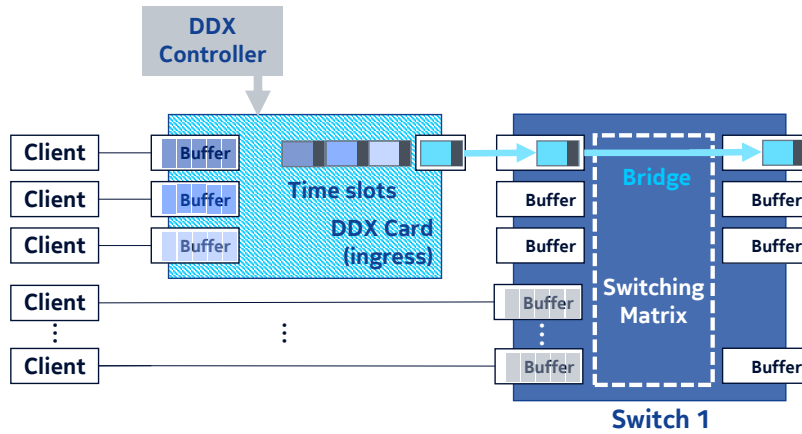 DDX
Controller
Client
Buffer
Client
Buffer
Time slots
Bridge
Buffer
Buffer
Client
Buffer
DDX Card
(ingress)
Buffer
Buffer
Client
Buffer
Switching
Matrix
Client
Buffer
Buffer
Switch 1